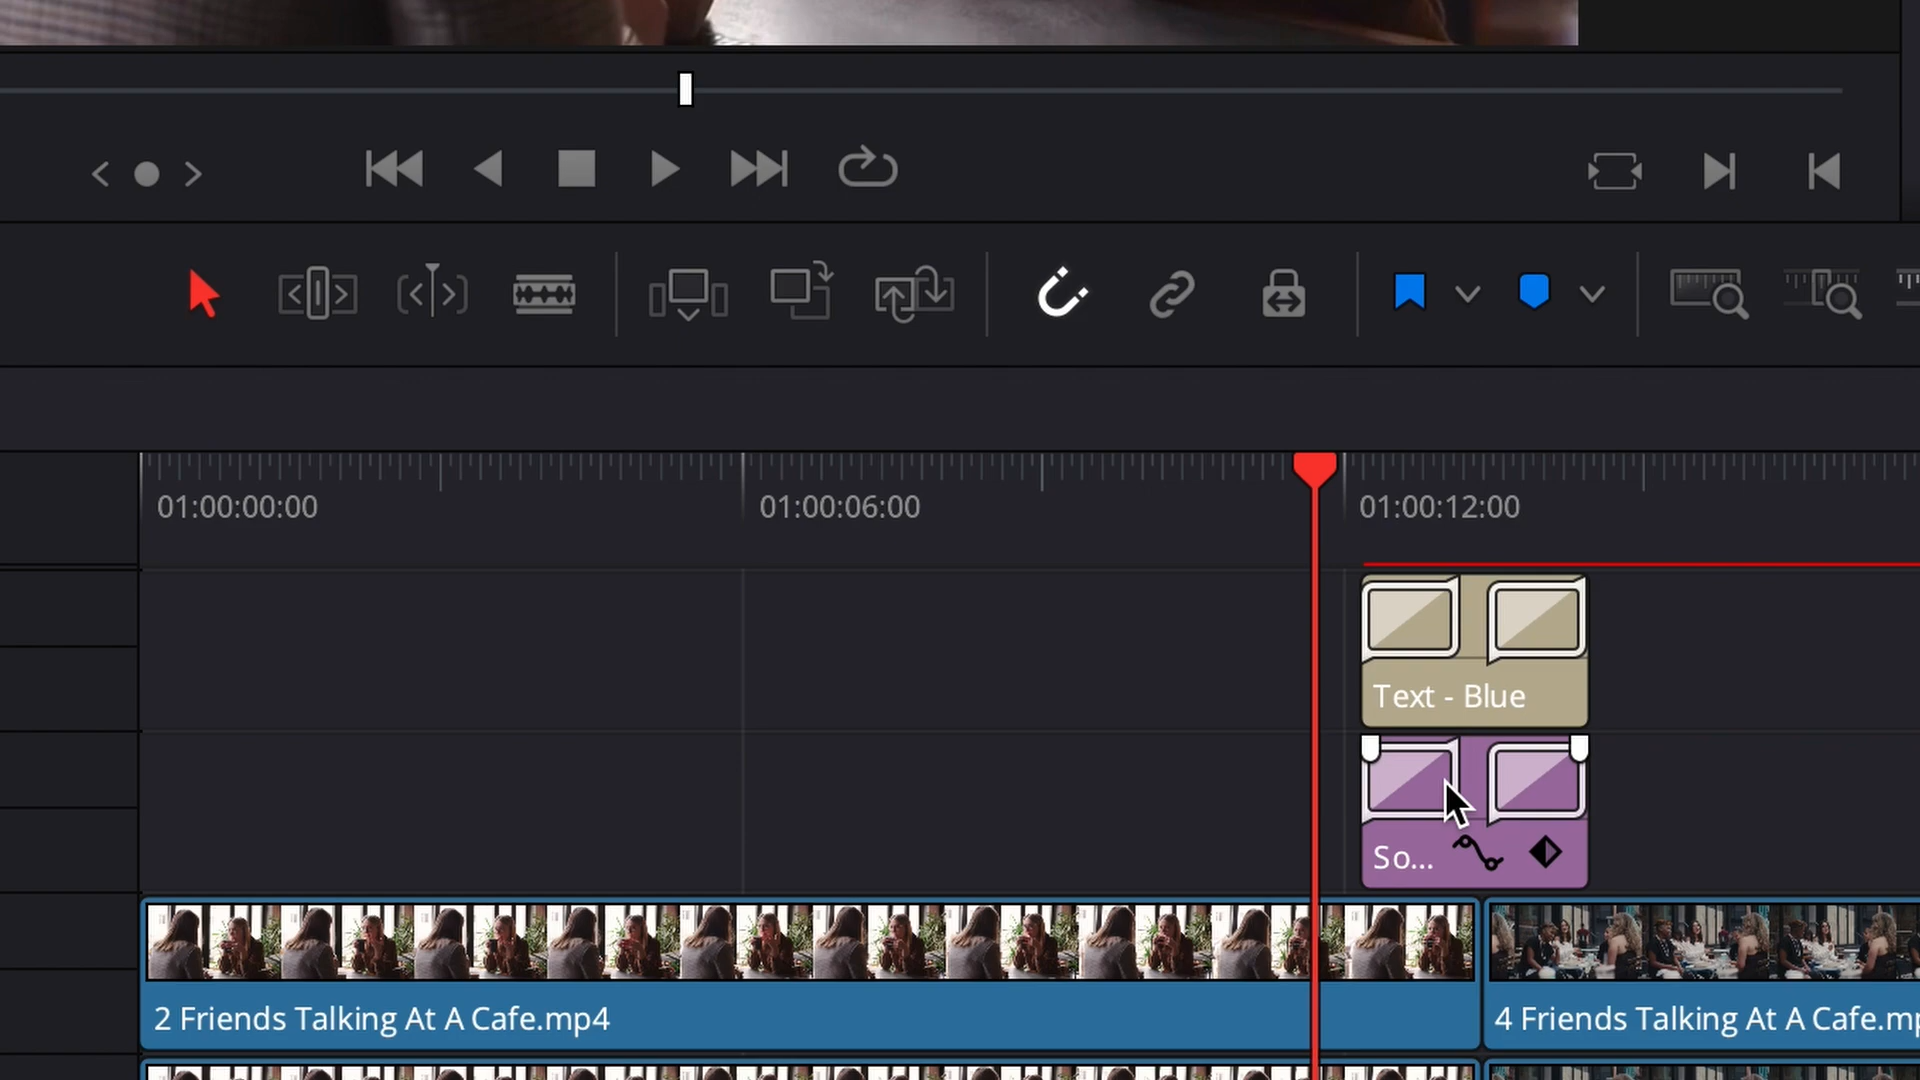 01:00:00:00
01:00:06:00
01:00:12:00
Text - Blue
So...
2 Friends Talking At A Cafe.mp4
4 Friends Talking At A Cafe.mp